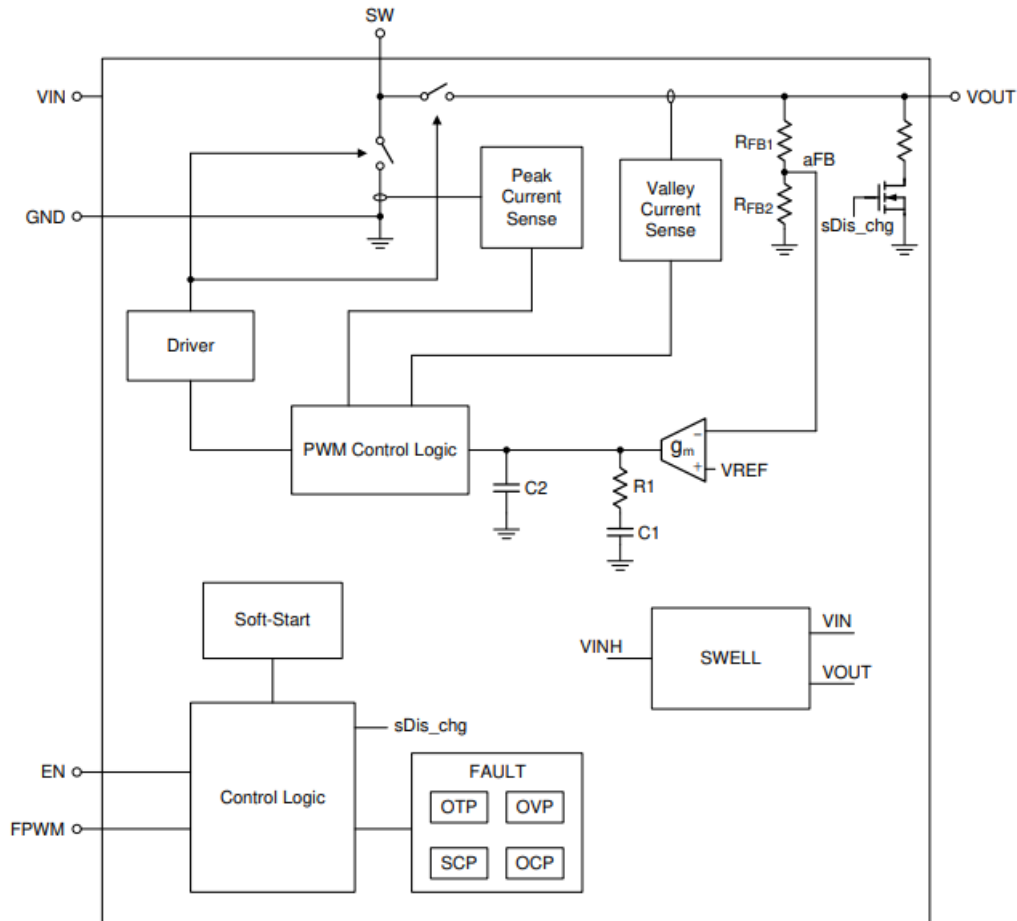 SW
VIN
VOUT
GND
Peak
Current
Sense
Valley
Current
Sense
RFB1
aFB
RFB2
sDis_chg
Driver
PWM Control Logic
gm
−
+
VREF
C2
R1
C1
Soft-Start
VINH
SWELL
VIN
VOUT
sDis_chg
EN
FPWM
Control Logic
FAULT
OTP
OVP
SCP
OCP